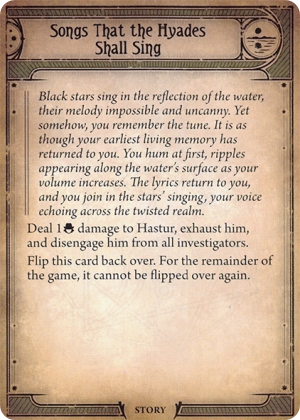 Songs That the Hyades
Shall Sing
Black stars sing in the reflection of the water,
their melody impossible and uncanny. Yet
somehow, you remember the tune. It is as
though your earliest living memory has
returned to you. You hum at first, ripples
appearing along the water's surface as your
volume increases. The lyrics return to you,
and you join in the stars' singing, your voice
echoing across the twisted realm.
Deal 1 damage to Hastur, exhaust him,
and disengage him from all investigators.
Flip this card back over. For the remainder of
the game, it cannot be flipped over again.
STORY